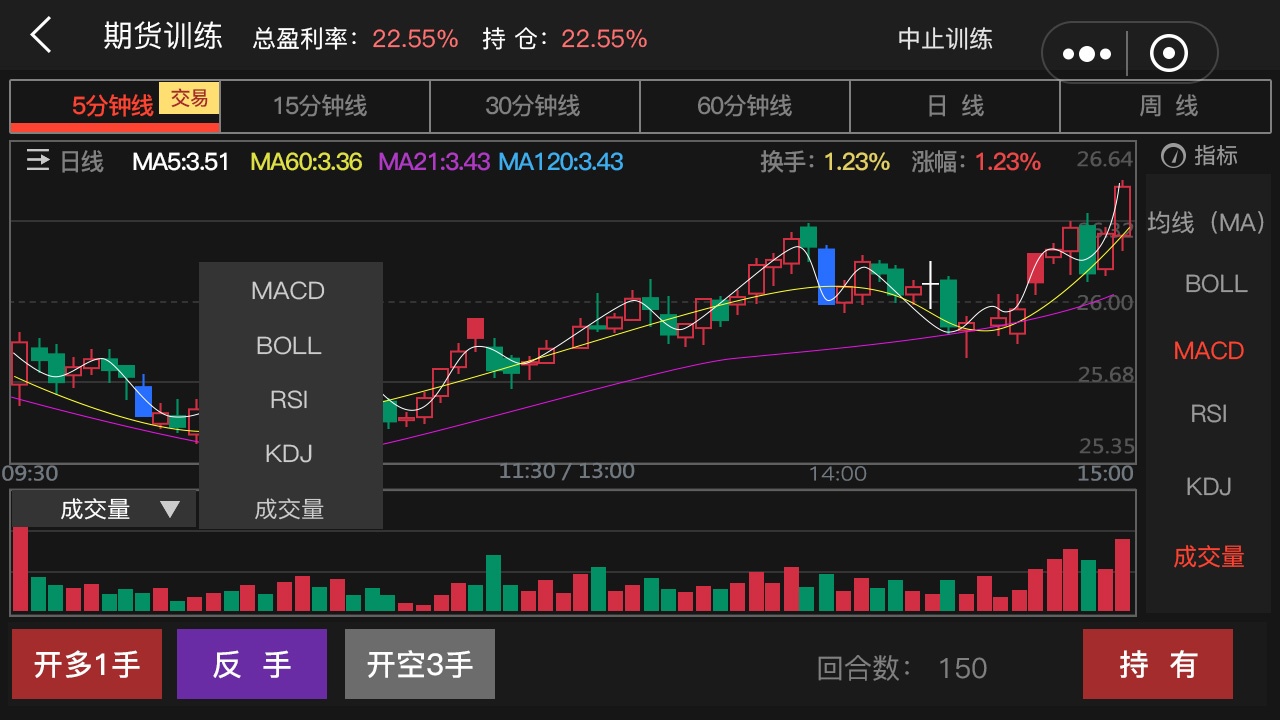 期货训练 总盈利率：22.55% 持 仓：22.55% 中止训练
5分钟线 交易 15分钟线 30分钟线 60分钟线 日 线 周 线
日线 MA5:3.51 MA60:3.36 MA21:3.43 MA120:3.43 换手：1.23% 涨幅：1.23% 26.64
指标
均线（MA）
BOLL
MACD
RSI
KDJ
成交量
26.32
26.00
25.68
25.35
MACD
BOLL
RSI
KDJ
成交量
09:30 11:30 / 13:00 14:00 15:00
成交量
开多1手 反 手 开空3手 回合数： 150 持 有